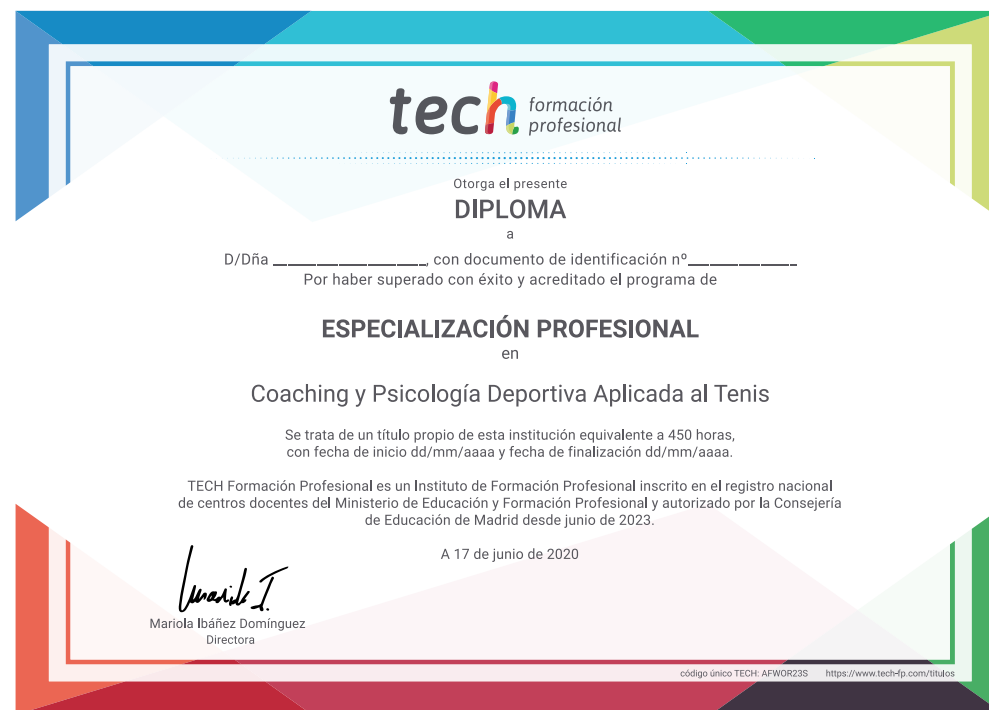 tech formación
profesional
Otorga el presente
DIPLOMA
a
D/Dña ____________________, con documento de identificación nº______________
Por haber superado con éxito y acreditado el programa de
ESPECIALIZACIÓN PROFESIONAL
en
Coaching y Psicología Deportiva Aplicada al Tenis
Se trata de un título propio de esta institución equivalente a 450 horas,
con fecha de inicio dd/mm/aaaa y fecha de finalización dd/mm/aaaa.
TECH Formación Profesional es un Instituto de Formación Profesional inscrito en el registro nacional
de centros docentes del Ministerio de Educación y Formación Profesional y autorizado por la Consejería
de Educación de Madrid desde junio de 2023.
A 17 de junio de 2020
Mariola Ibáñez Domínguez
Directora
código único TECH: AFWOR23S https://www.tech-fp.com/titulos